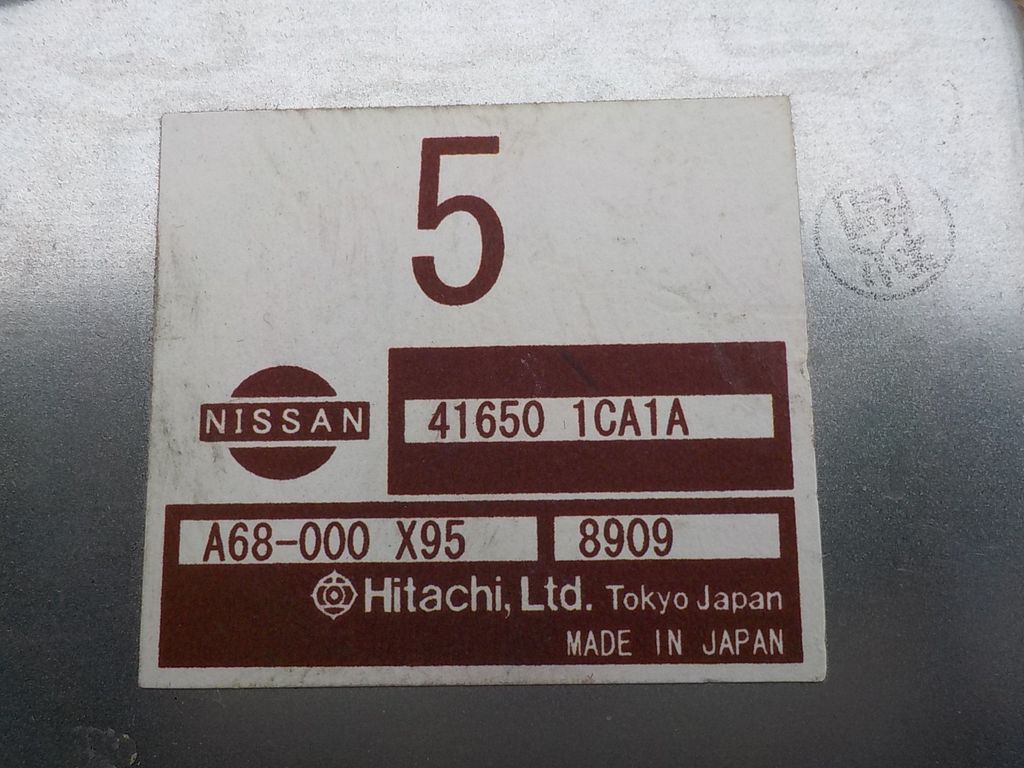 5
NISSAN
41650 1CA1A
A68-000 X95
8909
Hitachi, Ltd. Tokyo Japan
MADE IN JAPAN